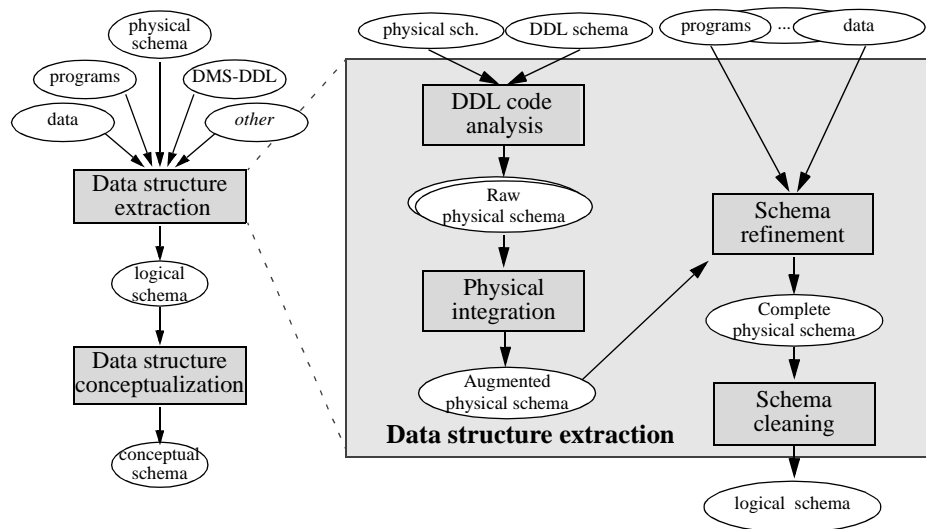 physical
schema
programs
DMS-DDL
data
other
Data structure
extraction
logical
schema
Data structure
conceptualization
conceptual
schema
physical sch.
DDL schema
programs
...
data
DDL code
analysis
Raw
physical schema
Physical
integration
Augmented
physical schema
Schema
refinement
Complete
physical schema
Schema
cleaning
Data structure extraction
logical schema